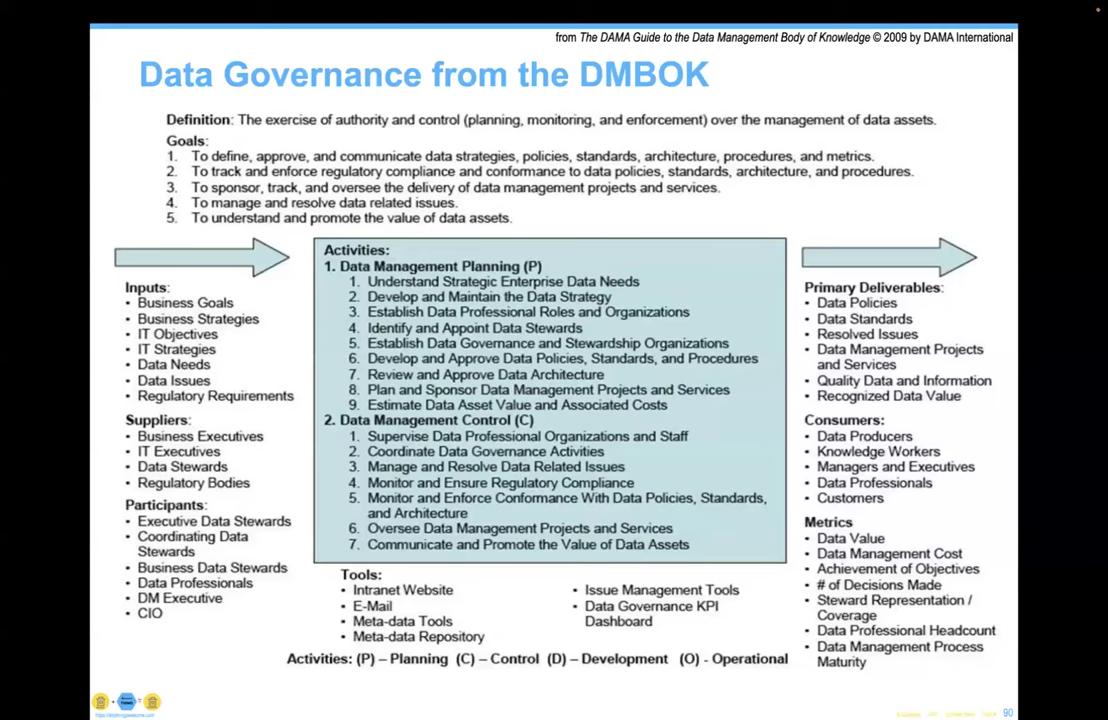 from The DAMA Guide to the Data Management Body of Knowledge © 2009 by DAMA International
Data Governance from the DMBOK
Definition: The exercise of authority and control (planning, monitoring, and enforcement) over the management of data assets.
Goals:
1. To define, approve, and communicate data strategies, policies, standards, architecture, procedures, and metrics.
2. To track and enforce regulatory compliance and conformance to data policies, standards, architecture, and procedures.
3. To sponsor, track, and oversee the delivery of data management projects and services.
4. To manage and resolve data related issues.
5. To understand and promote the value of data assets.
Inputs:
• Business Goals
• Business Strategies
• IT Objectives
• IT Strategies
• Data Needs
• Data Issues
• Regulatory Requirements
Suppliers:
• Business Executives
• IT Executives
• Data Stewards
• Regulatory Bodies
Participants:
• Executive Data Stewards
• Coordinating Data
Stewards
• Business Data Stewards
• Data Professionals
• DM Executive
• CIO
Activities:
1. Data Management Planning (P)
1. Understand Strategic Enterprise Data Needs
2. Develop and Maintain the Data Strategy
3. Establish Data Professional Roles and Organizations
4. Identify and Appoint Data Stewards
5. Establish Data Governance and Stewardship Organizations
6. Develop and Approve Data Policies, Standards, and Procedures
7. Review and Approve Data Architecture
8. Plan and Sponsor Data Management Projects and Services
9. Estimate Data Asset Value and Associated Costs
2. Data Management Control (C)
1. Supervise Data Professional Organizations and Staff
2. Coordinate Data Governance Activities
3. Manage and Resolve Data Related Issues
4. Monitor and Ensure Regulatory Compliance
5. Monitor and Enforce Conformance With Data Policies, Standards,
and Architecture
6. Oversee Data Management Projects and Services
7. Communicate and Promote the Value of Data Assets
Tools:
• Intranet Website
• E-Mail
• Meta-data Tools
• Meta-data Repository
• Issue Management Tools
• Data Governance KPI
Dashboard
Primary Deliverables:
• Data Policies
• Data Standards
• Resolved Issues
• Data Management Projects
and Services
• Quality Data and Information
• Recognized Data Value
Consumers:
• Data Producers
• Knowledge Workers
• Managers and Executives
• Data Professionals
• Customers
Metrics
• Data Value
• Data Management Cost
• Achievement of Objectives
• # of Decisions Made
• Steward Representation /
Coverage
• Data Professional Headcount
• Data Management Process
Maturity
Activities: (P) – Planning (C) – Control (D) – Development (O) - Operational
90